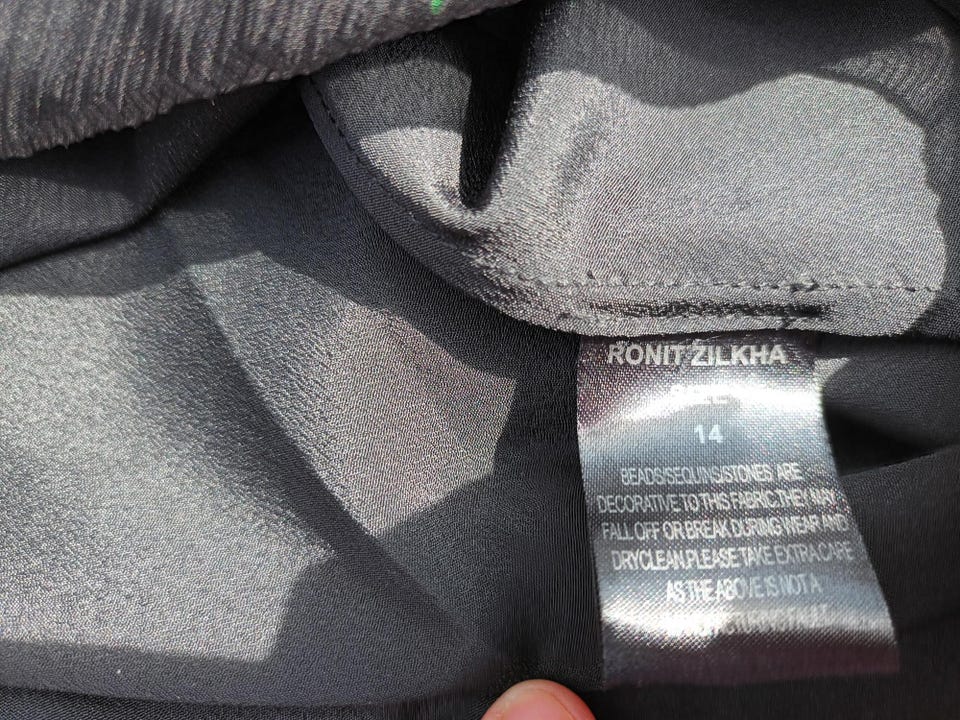 RONIT ZILKHA
SIZE
14
BEADS/SEQUINS/STONES ARE
DECORATIVE TO THIS FABRIC.THEY MAY
FALL OFF OR BREAK DURING WEAR AND
DRYCLEAN.PLEASE TAKE EXTRA CARE
AS THE ABOVE IS NOT A